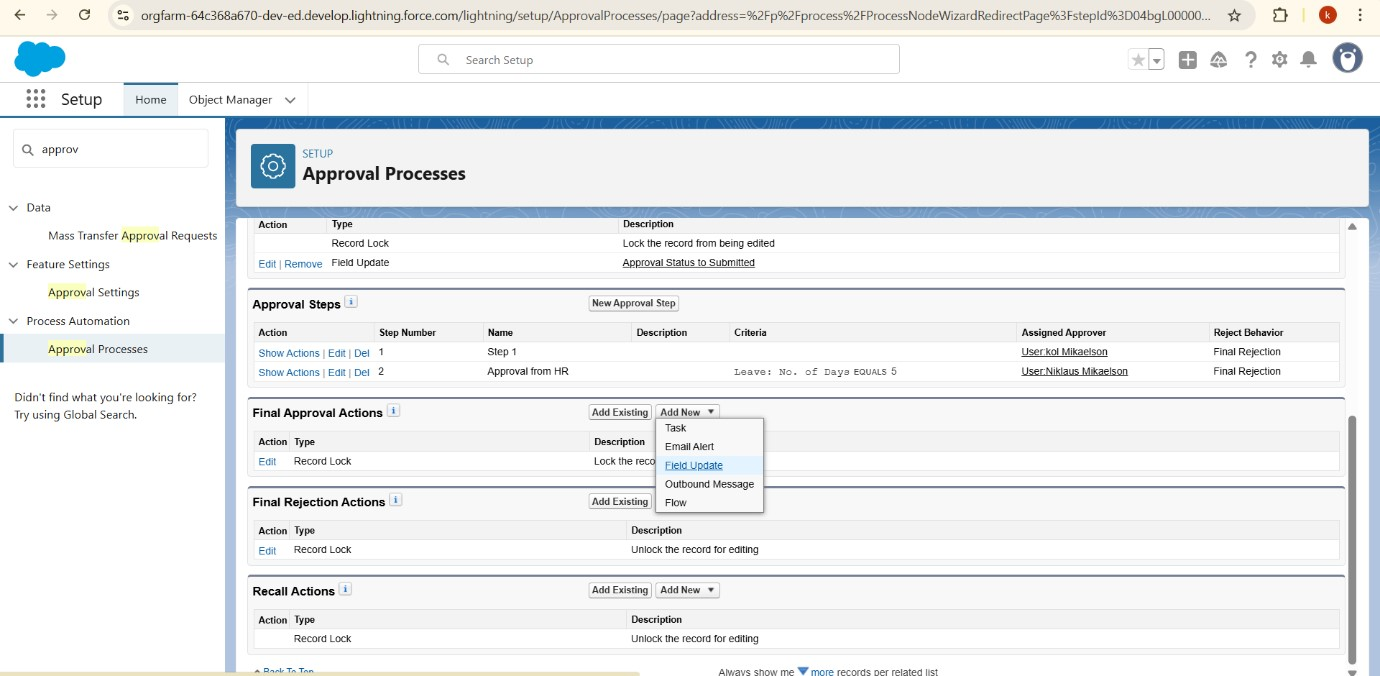 orgfarm-64c368a670-dev-ed.develop.lightning.force.com/lightning/setup/ApprovalProcesses/page?address=%2Fp%2Fprocess%2FProcessNodeWizardRedirectPage%3FstepId%3D04bgL00000...
k
Search Setup
Setup
Home
Object Manager
approv
Data
Mass Transfer Approval Requests
Feature Settings
Approval Settings
Process Automation
Approval Processes
Didn't find what you're looking for?
Try using Global Search.
SETUP
Approval Processes
Action Type Description
Record Lock Lock the record from being edited
Edit | Remove Field Update Approval Status to Submitted
Approval Steps i New Approval Step
Action Step Number Name Description Criteria Assigned Approver Reject Behavior
Show Actions | Edit | Del 1 Step 1 User:kol Mikaelson Final Rejection
Show Actions | Edit | Del 2 Approval from HR Leave: No. of Days EQUALS 5 User:Niklaus Mikaelson Final Rejection
Final Approval Actions i Add Existing Add New
Action Type Description
Edit Record Lock Lock the reco
Task
Email Alert
Field Update
Outbound Message
Flow
Final Rejection Actions i Add Existing
Action Type Description
Edit Record Lock Unlock the record for editing
Recall Actions i Add Existing Add New
Action Type Description
Record Lock Unlock the record for editing
Back To Top Always show me more records per related list